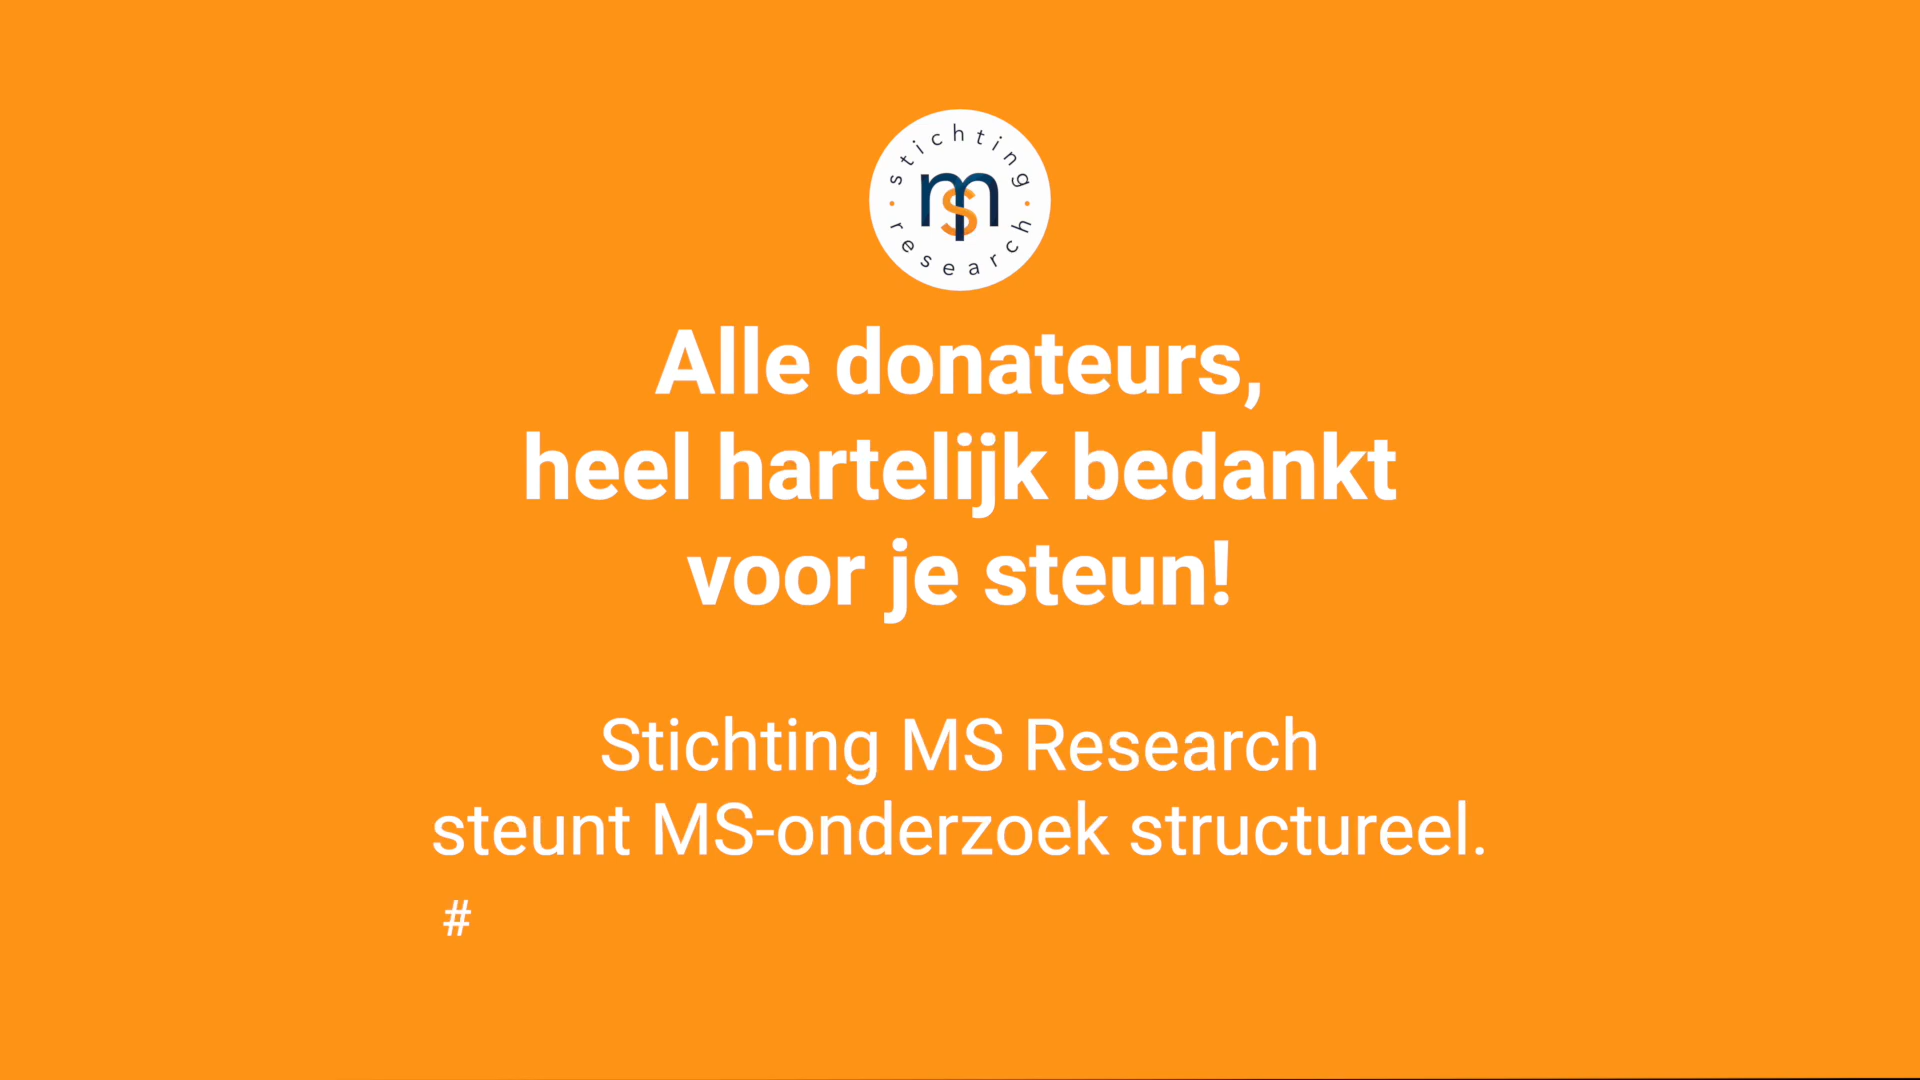 stichting
ms
research
Alle donateurs,
heel hartelijk bedankt
voor je steun!
Stichting MS Research
steunt MS-onderzoek structureel.
#